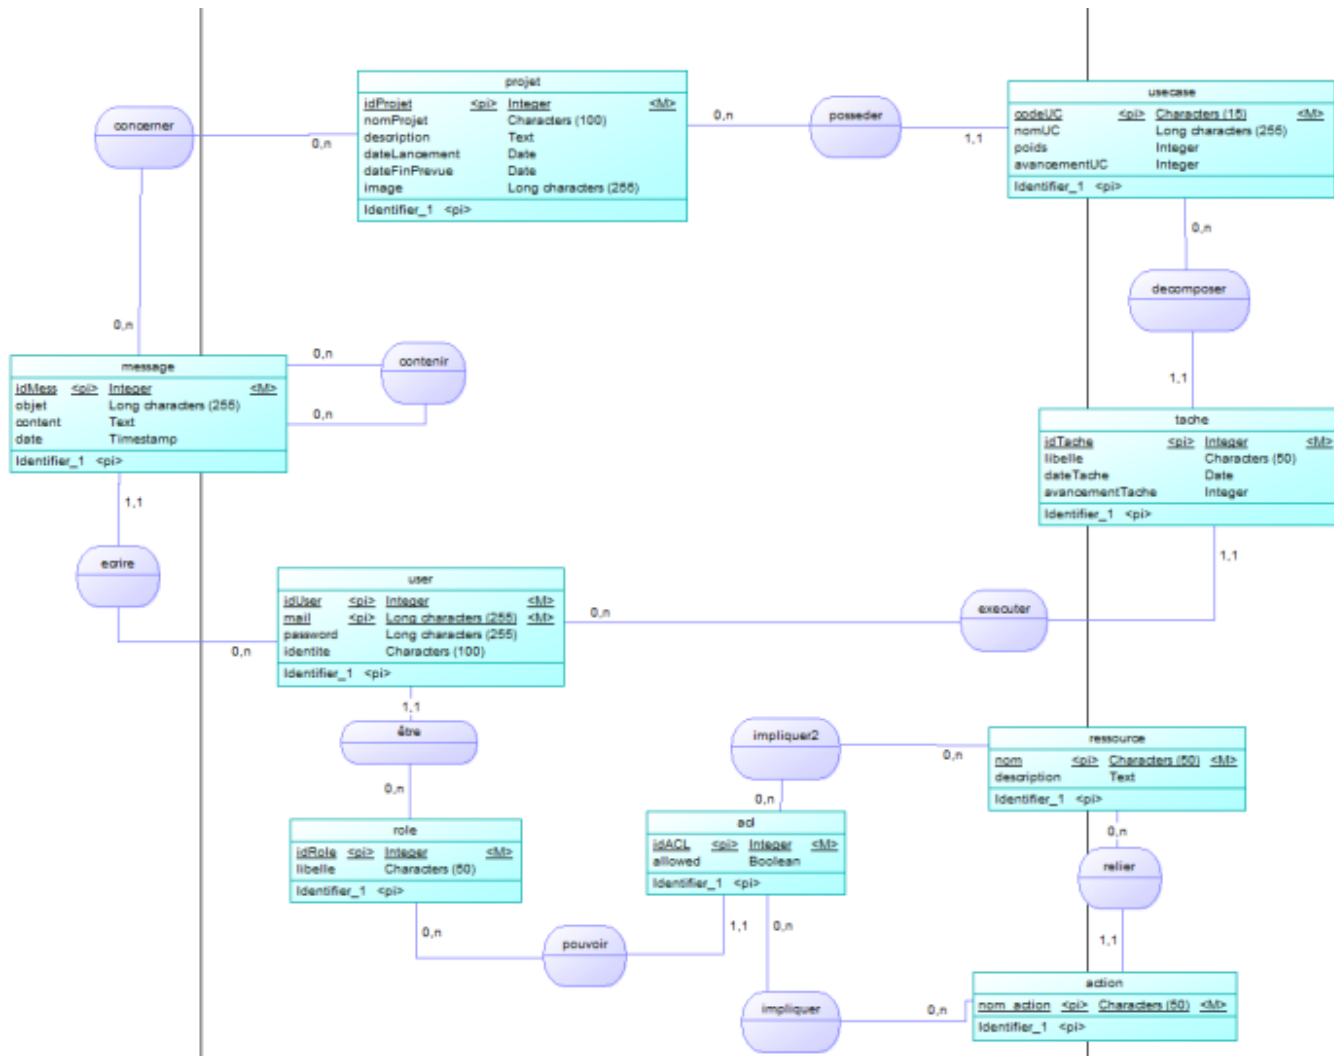 projet
idProjet <pi> Integer <M>
nomProjet Characters (100)
description Text
dateLancement Date
dateFinPrevue Date
image Long characters (255)
Identifier_1 <pi>
concerner
0,n
0,n
0,n
posseder
1,1
usecase
codeUC <pi> Characters (15) <M>
nomUC Long characters (255)
poids Integer
avancementUC Integer
Identifier_1 <pi>
0,n
decomposer
1,1
message
idMess <pi> Integer <M>
objet Long characters (255)
content Text
date Timestamp
Identifier_1 <pi>
0,n
contenir
0,n
tache
idTache <pi> Integer <M>
libelle Characters (50)
dateTache Date
avancementTache Integer
Identifier_1 <pi>
1,1
ecrire
0,n
user
idUser <pi> Integer <M>
mail <pi> Long characters (255) <M>
password Long characters (255)
identite Characters (100)
Identifier_1 <pi>
0,n
executer
1,1
1,1
être
0,n
role
idRole <pi> Integer <M>
libelle Characters (50)
Identifier_1 <pi>
impliquer2
0,n
0,n
ressource
nom <pi> Characters (50) <M>
description Text
Identifier_1 <pi>
acl
idACL <pi> Integer <M>
allowed Boolean
Identifier_1 <pi>
0,n
relier
1,1
0,n
pouvoir
1,1
0,n
impliquer
0,n
action
nom_action <pi> Characters (50) <M>
Identifier_1 <pi>